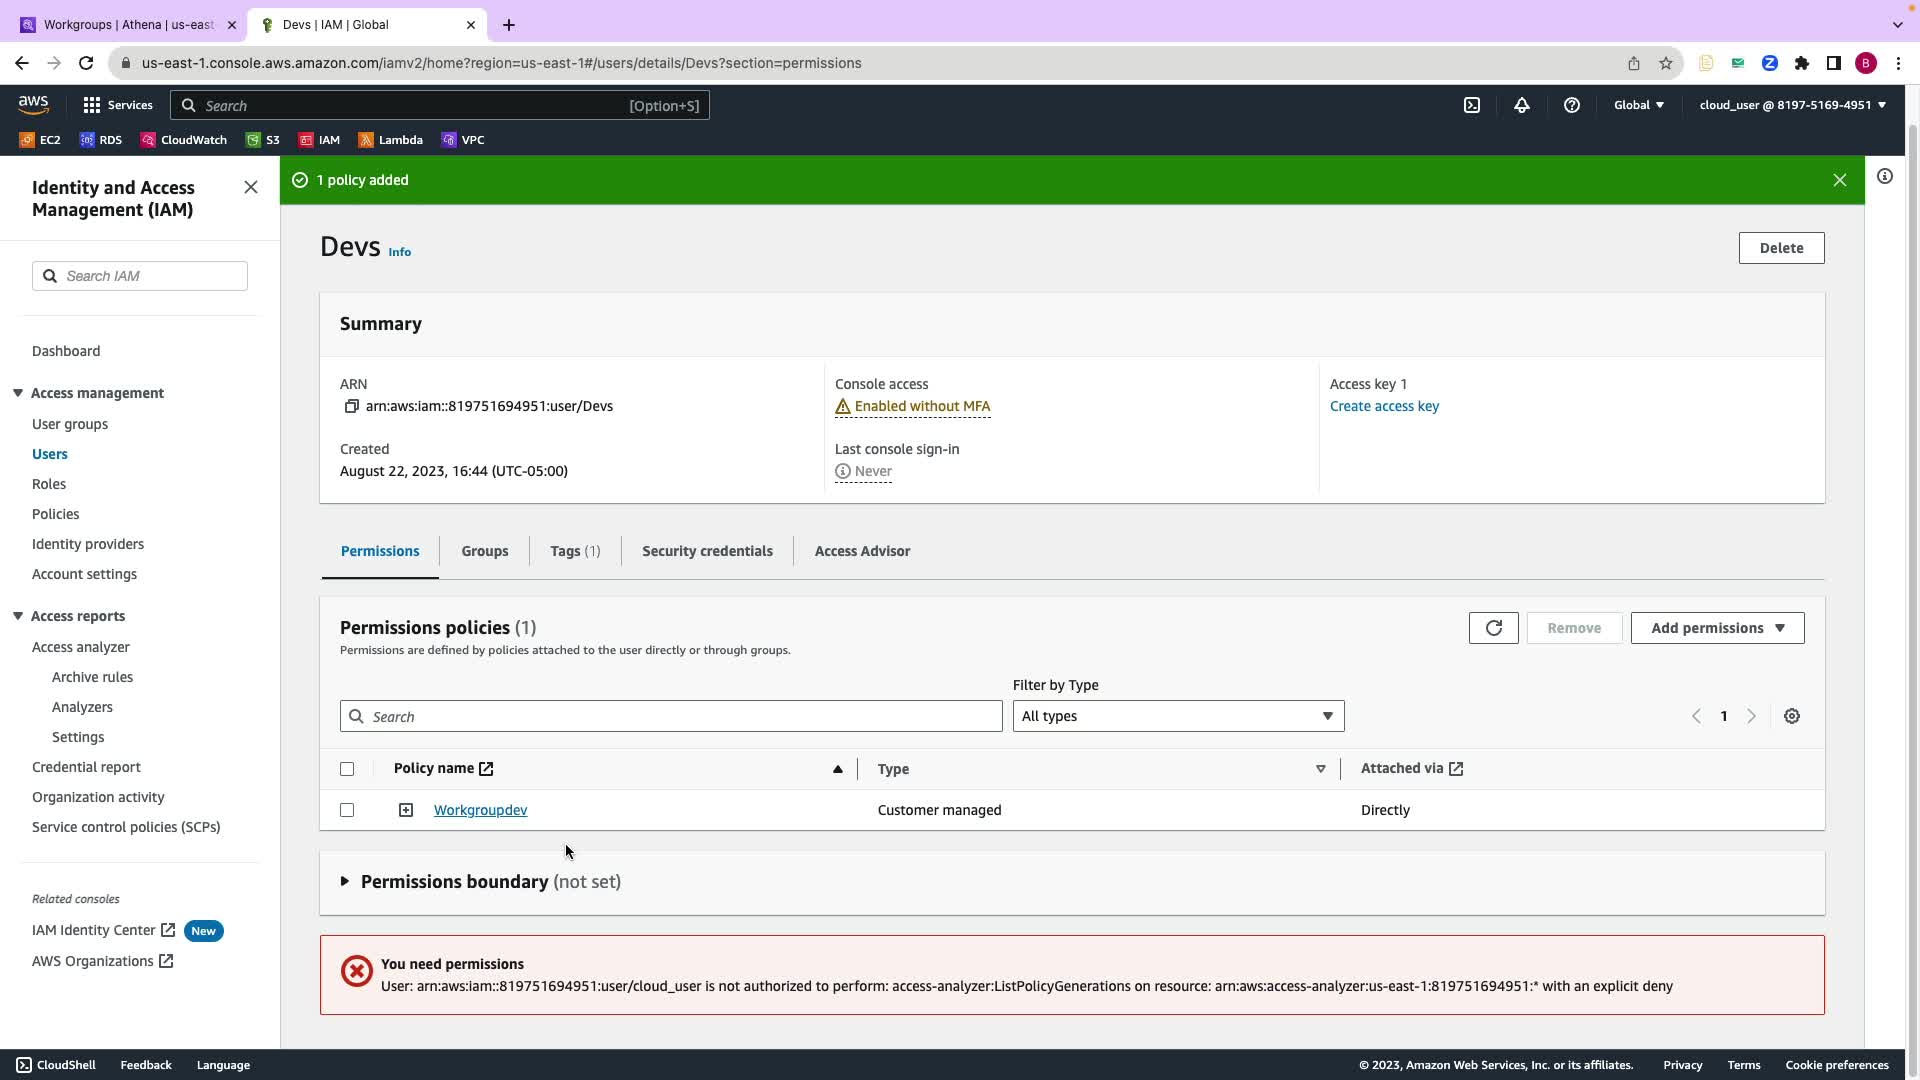 Workgroups | Athena | us-east
Devs | IAM | Global
us-east-1.console.aws.amazon.com/iamv2/home?region=us-east-1#/users/details/Devs?section=permissions
B
aws
Services
Search
[Option+S]
Global
cloud_user @ 8197-5169-4951
EC2
RDS
CloudWatch
S3
IAM
Lambda
VPC
Identity and Access
Management (IAM)
Search IAM
Dashboard
Access management
User groups
Users
Roles
Policies
Identity providers
Account settings
Access reports
Access analyzer
Archive rules
Analyzers
Settings
Credential report
Organization activity
Service control policies (SCPs)
Related consoles
IAM Identity Center
New
AWS Organizations
1 policy added
Devs Info
Delete
Summary
ARN
arn:aws:iam::819751694951:user/Devs
Created
August 22, 2023, 16:44 (UTC-05:00)
Console access
Enabled without MFA
Last console sign-in
Never
Access key 1
Create access key
Permissions
Groups
Tags (1)
Security credentials
Access Advisor
Permissions policies (1)
Permissions are defined by policies attached to the user directly or through groups.
Remove
Add permissions
Filter by Type
Search
All types
1
Policy name
Type
Attached via
Workgroupdev
Customer managed
Directly
Permissions boundary (not set)
You need permissions
User: arn:aws:iam::819751694951:user/cloud_user is not authorized to perform: access-analyzer:ListPolicyGenerations on resource: arn:aws:access-analyzer:us-east-1:819751694951:* with an explicit deny
CloudShell
Feedback
Language
© 2023, Amazon Web Services, Inc. or its affiliates.
Privacy
Terms
Cookie preferences